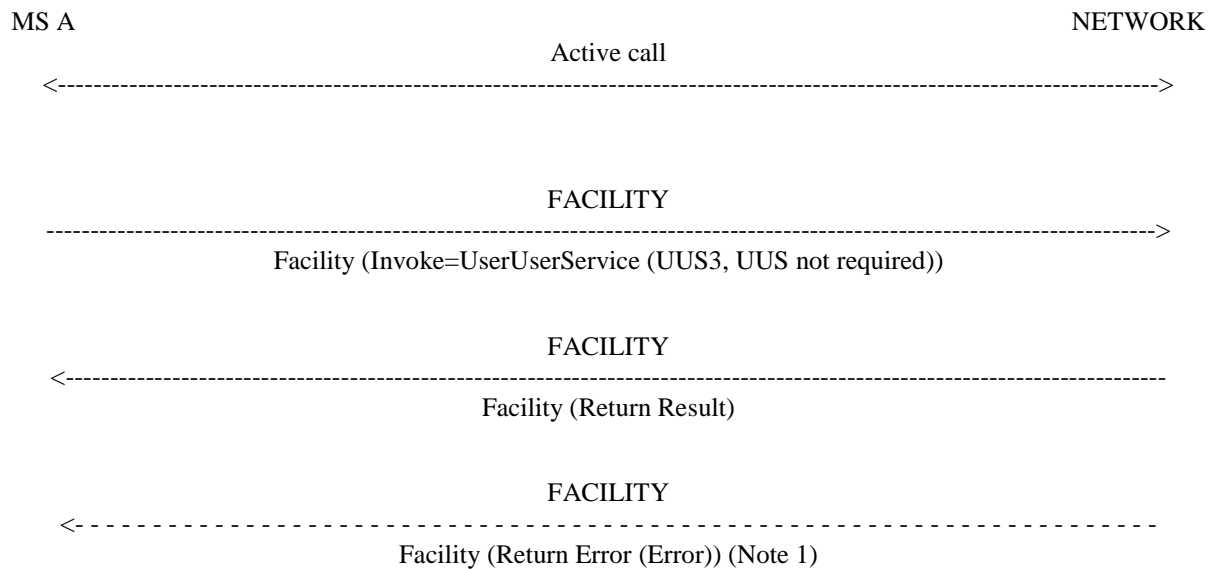 MS A NETWORK
Active call
<------------------------------------------------------------------------------------------------------------------------------>
FACILITY
------------------------------------------------------------------------------------------------------------------------------->
Facility (Invoke=UserUserService (UUS3, UUS not required))
FACILITY
<-------------------------------------------------------------------------------------------------------------------------------
Facility (Return Result)
FACILITY
<- - - - - - - - - - - - - - - - - - - - - - - - - - - - - - - - - - - - - - - - - - - - - - - - - - - - - - - - - -
Facility (Return Error (Error)) (Note 1)